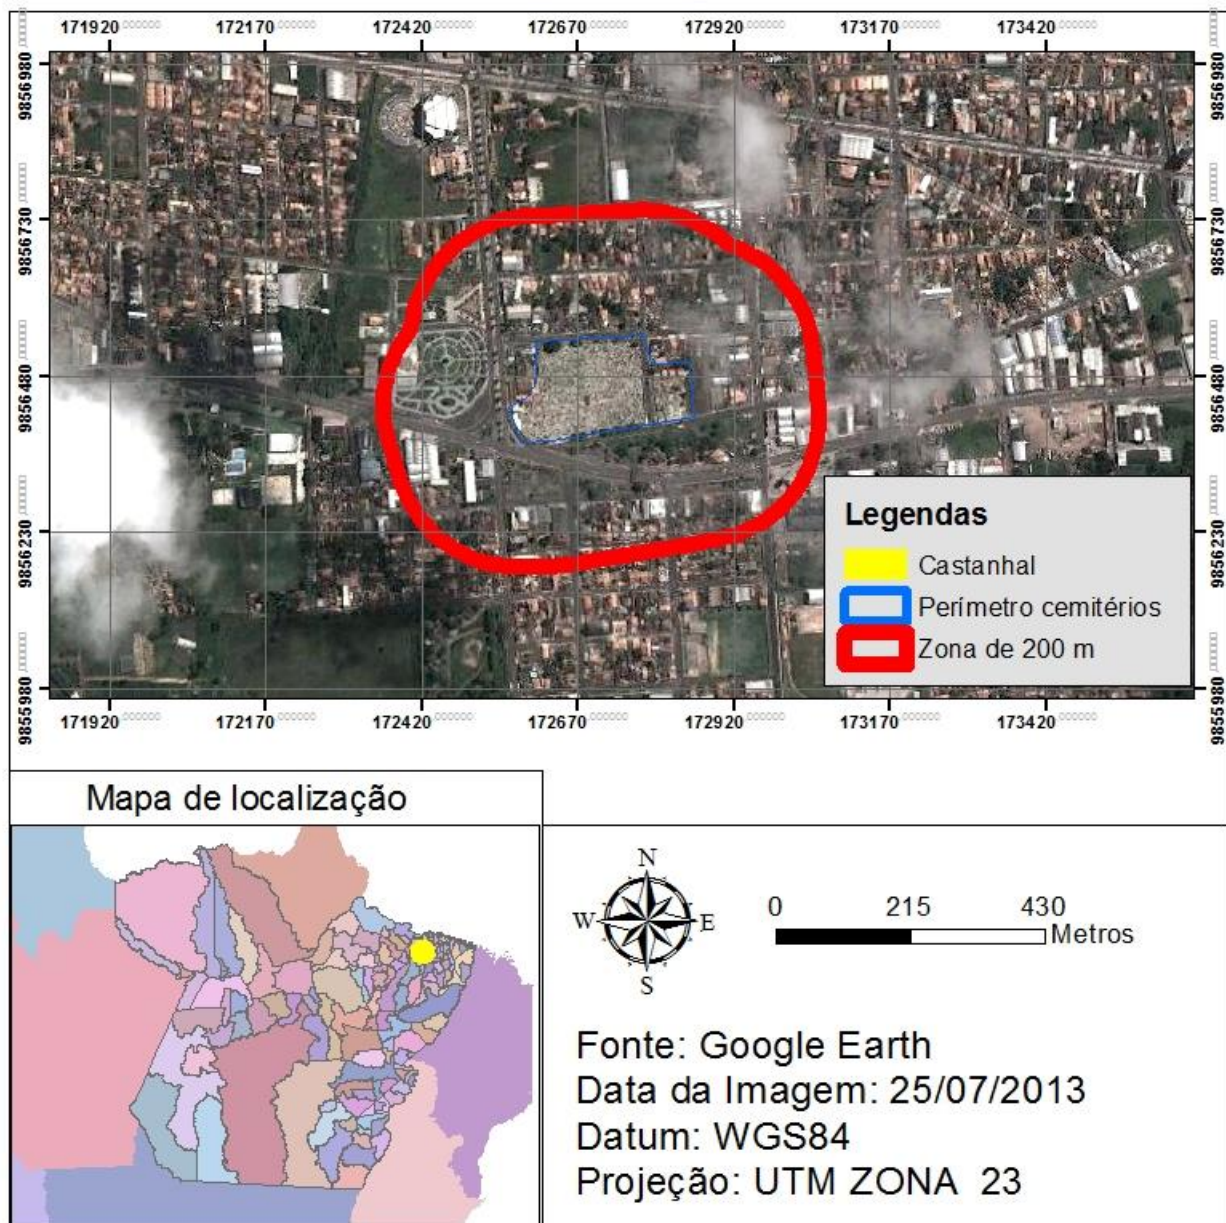 171920 172170 172420 172670 172920 173170 173420
9856980 9856980
9856730 9856730
9856480 9856480
9856230 9856230
9855980 9855980
Legendas
Castanhal
Perímetro cemitérios
Zona de 200 m
171920 172170 172420 172670 172920 173170 173420
Mapa de localização
N
W E
S
0 215 430
Metros
Fonte: Google Earth
Data da Imagem: 25/07/2013
Datum: WGS84
Projeção: UTM ZONA 23